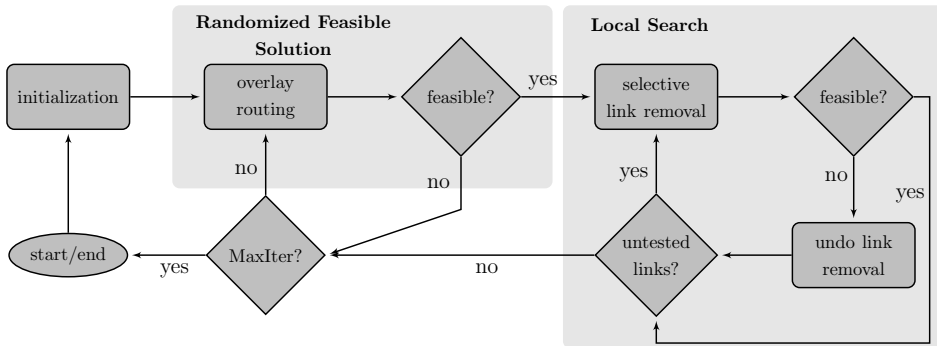 Randomized Feasible
Solution
Local Search
initialization
overlay
routing
feasible?
yes
selective
link removal
feasible?
no
no
yes
no
yes
start/end
yes
MaxIter?
no
untested
links?
undo link
removal